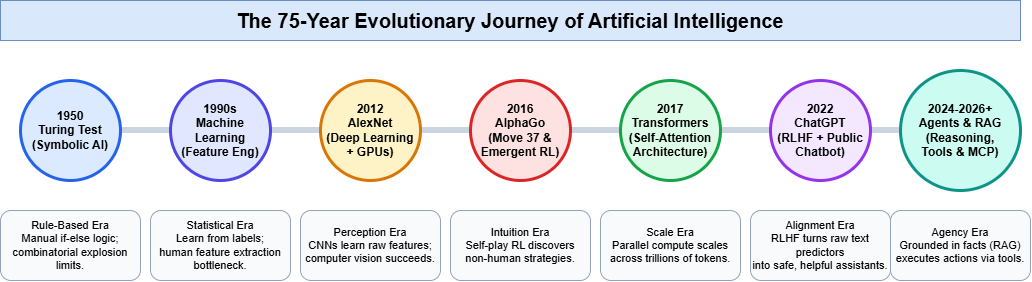 The 75-Year Evolutionary Journey of Artificial Intelligence
1950
Turing Test
(Symbolic AI)
1990s
Machine
Learning
(Feature Eng)
2012
AlexNet
(Deep Learning
+ GPUs)
2016
AlphaGo
(Move 37 &
Emergent RL)
2017
Transformers
(Self-Attention
Architecture)
2022
ChatGPT
(RLHF + Public
Chatbot)
2024-2026+
Agents & RAG
(Reasoning,
Tools & MCP)
Rule-Based Era
Manual if-else logic;
combinatorial explosion
limits.
Statistical Era
Learn from labels;
human feature extraction
bottleneck.
Perception Era
CNNs learn raw features;
computer vision succeeds.
Intuition Era
Self-play RL discovers
non-human strategies.
Scale Era
Parallel compute scales
across trillions of tokens.
Alignment Era
RLHF turns raw text
predictors
into safe, helpful assistants.
Agency Era
Grounded in facts (RAG)
executes actions via tools.